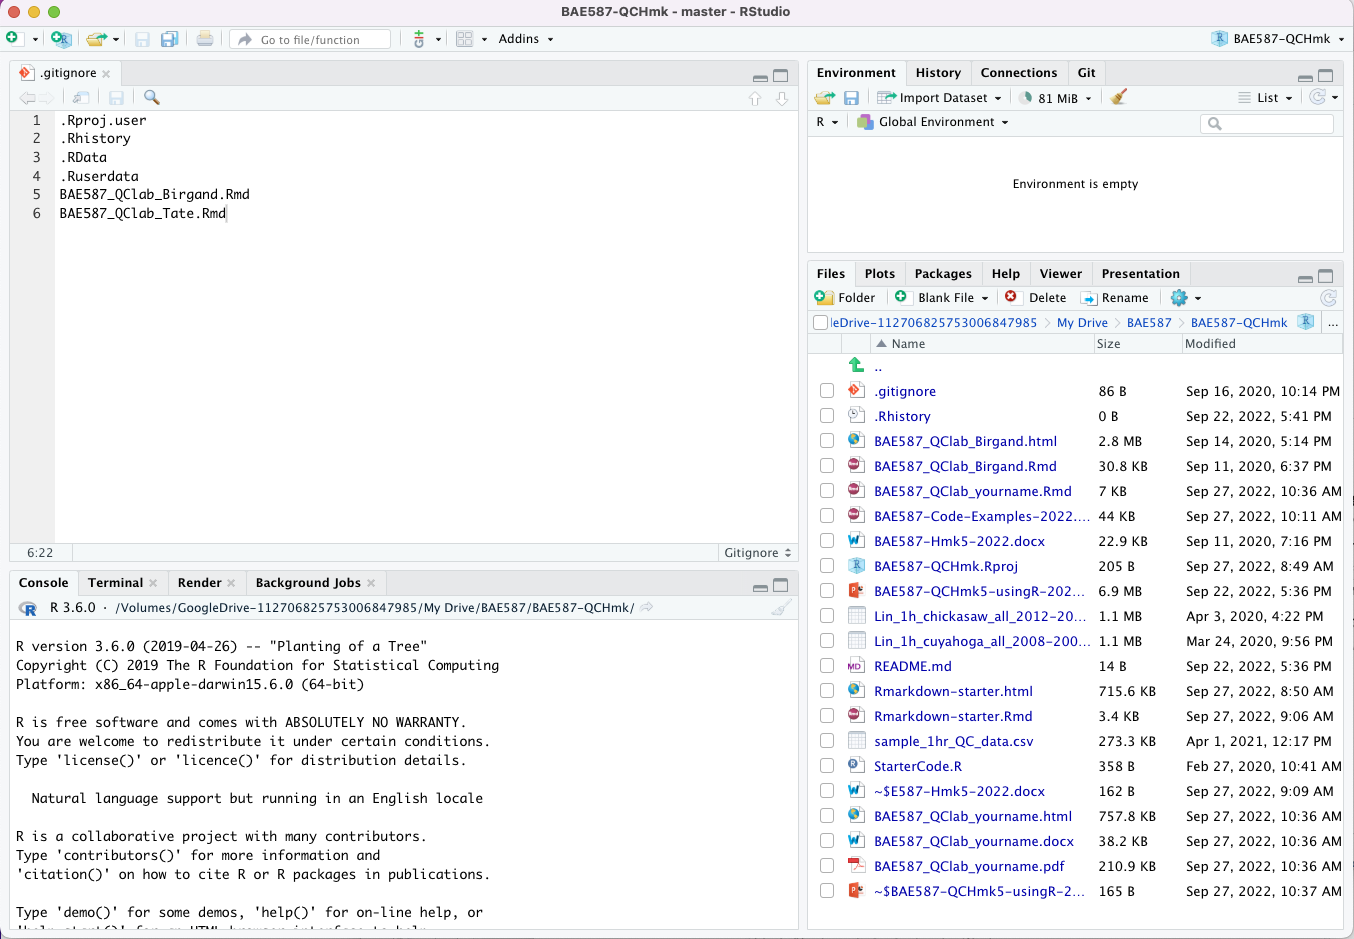 BAE587-QCHmk - master - RStudio
Go to file/function
Addins
BAE587-QCHmk
.gitignore
1 .Rproj.user
2 .Rhistory
3 .RData
4 .Ruserdata
5 BAE587_QClab_Birgand.Rmd
6 BAE587_QClab_Tate.Rmd
6:22 Gitignore
Console Terminal Render Background Jobs
R 3.6.0 · /Volumes/GoogleDrive-112706825753006847985/My Drive/BAE587/BAE587-QCHmk/
R version 3.6.0 (2019-04-26) -- "Planting of a Tree"
Copyright (C) 2019 The R Foundation for Statistical Computing
Platform: x86_64-apple-darwin15.6.0 (64-bit)
R is free software and comes with ABSOLUTELY NO WARRANTY.
You are welcome to redistribute it under certain conditions.
Type 'license()' or 'licence()' for distribution details.
Natural language support but running in an English locale
R is a collaborative project with many contributors.
Type 'contributors()' for more information and
'citation()' on how to cite R or R packages in publications.
Type 'demo()' for some demos, 'help()' for on-line help, or
Environment History Connections Git
Import Dataset 81 MiB List
R Global Environment
Environment is empty
Files Plots Packages Help Viewer Presentation
Folder Blank File Delete Rename
leDrive-112706825753006847985 My Drive BAE587 BAE587-QCHmk ...
Name Size Modified
..
.gitignore 86 B Sep 16, 2020, 10:14 PM
.Rhistory 0 B Sep 22, 2022, 5:41 PM
BAE587_QClab_Birgand.html 2.8 MB Sep 14, 2020, 5:14 PM
BAE587_QClab_Birgand.Rmd 30.8 KB Sep 11, 2020, 6:37 PM
BAE587_QClab_yourname.Rmd 7 KB Sep 27, 2022, 10:36 AM
BAE587-Code-Examples-2022.... 44 KB Sep 27, 2022, 10:11 AM
BAE587-Hmk5-2022.docx 22.9 KB Sep 11, 2020, 7:16 PM
BAE587-QCHmk.Rproj 205 B Sep 27, 2022, 8:49 AM
BAE587-QCHmk5-usingR-202... 6.9 MB Sep 22, 2022, 5:36 PM
Lin_1h_chickasaw_all_2012-20... 1.1 MB Apr 3, 2020, 4:22 PM
Lin_1h_cuyahoga_all_2008-200... 1.1 MB Mar 24, 2020, 9:56 PM
README.md 14 B Sep 22, 2022, 5:36 PM
Rmarkdown-starter.html 715.6 KB Sep 27, 2022, 8:50 AM
Rmarkdown-starter.Rmd 3.4 KB Sep 27, 2022, 9:06 AM
sample_1hr_QC_data.csv 273.3 KB Apr 1, 2021, 12:17 PM
StarterCode.R 358 B Feb 27, 2020, 10:41 AM
~$E587-Hmk5-2022.docx 162 B Sep 27, 2022, 9:09 AM
BAE587_QClab_yourname.html 757.8 KB Sep 27, 2022, 10:36 AM
BAE587_QClab_yourname.docx 38.2 KB Sep 27, 2022, 10:36 AM
BAE587_QClab_yourname.pdf 210.9 KB Sep 27, 2022, 10:36 AM
~$BAE587-QCHmk5-usingR-2... 165 B Sep 27, 2022, 10:37 AM